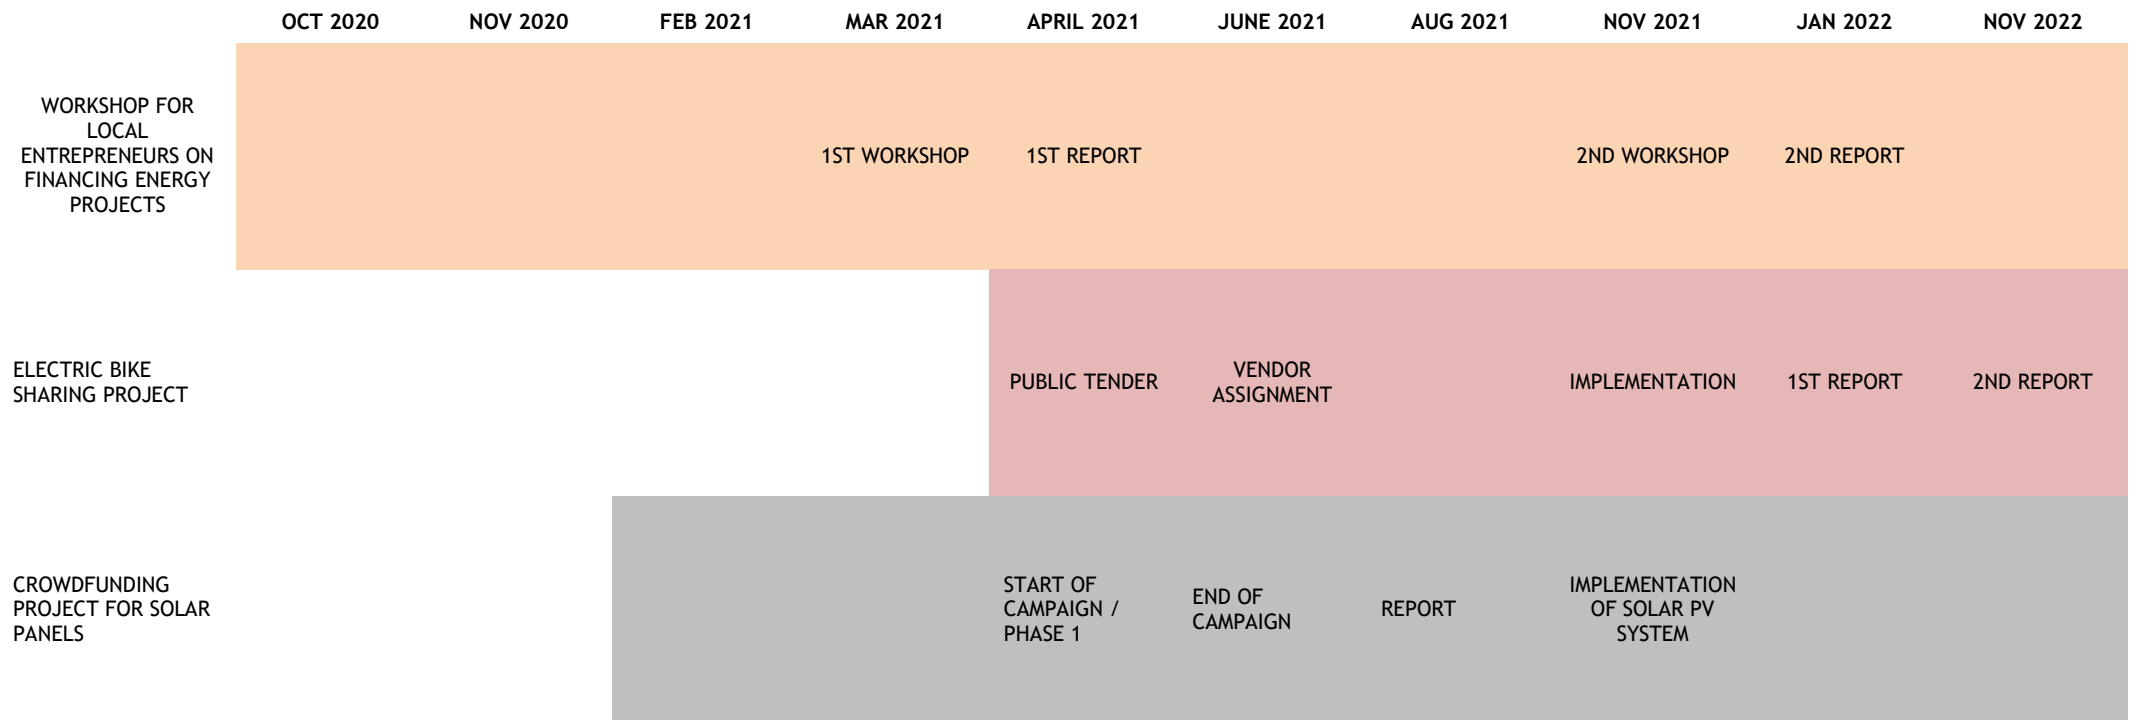 OCT 2020 NOV 2020 FEB 2021 MAR 2021 APRIL 2021 JUNE 2021 AUG 2021 NOV 2021 JAN 2022 NOV 2022
WORKSHOP FOR
LOCAL
ENTREPRENEURS ON
FINANCING ENERGY
PROJECTS
1ST WORKSHOP
1ST REPORT
2ND WORKSHOP
2ND REPORT
ELECTRIC BIKE
SHARING PROJECT
PUBLIC TENDER
VENDOR
ASSIGNMENT
IMPLEMENTATION
1ST REPORT
2ND REPORT
CROWDFUNDING
PROJECT FOR SOLAR
PANELS
START OF
CAMPAIGN /
PHASE 1
END OF
CAMPAIGN
REPORT
IMPLEMENTATION
OF SOLAR PV
SYSTEM